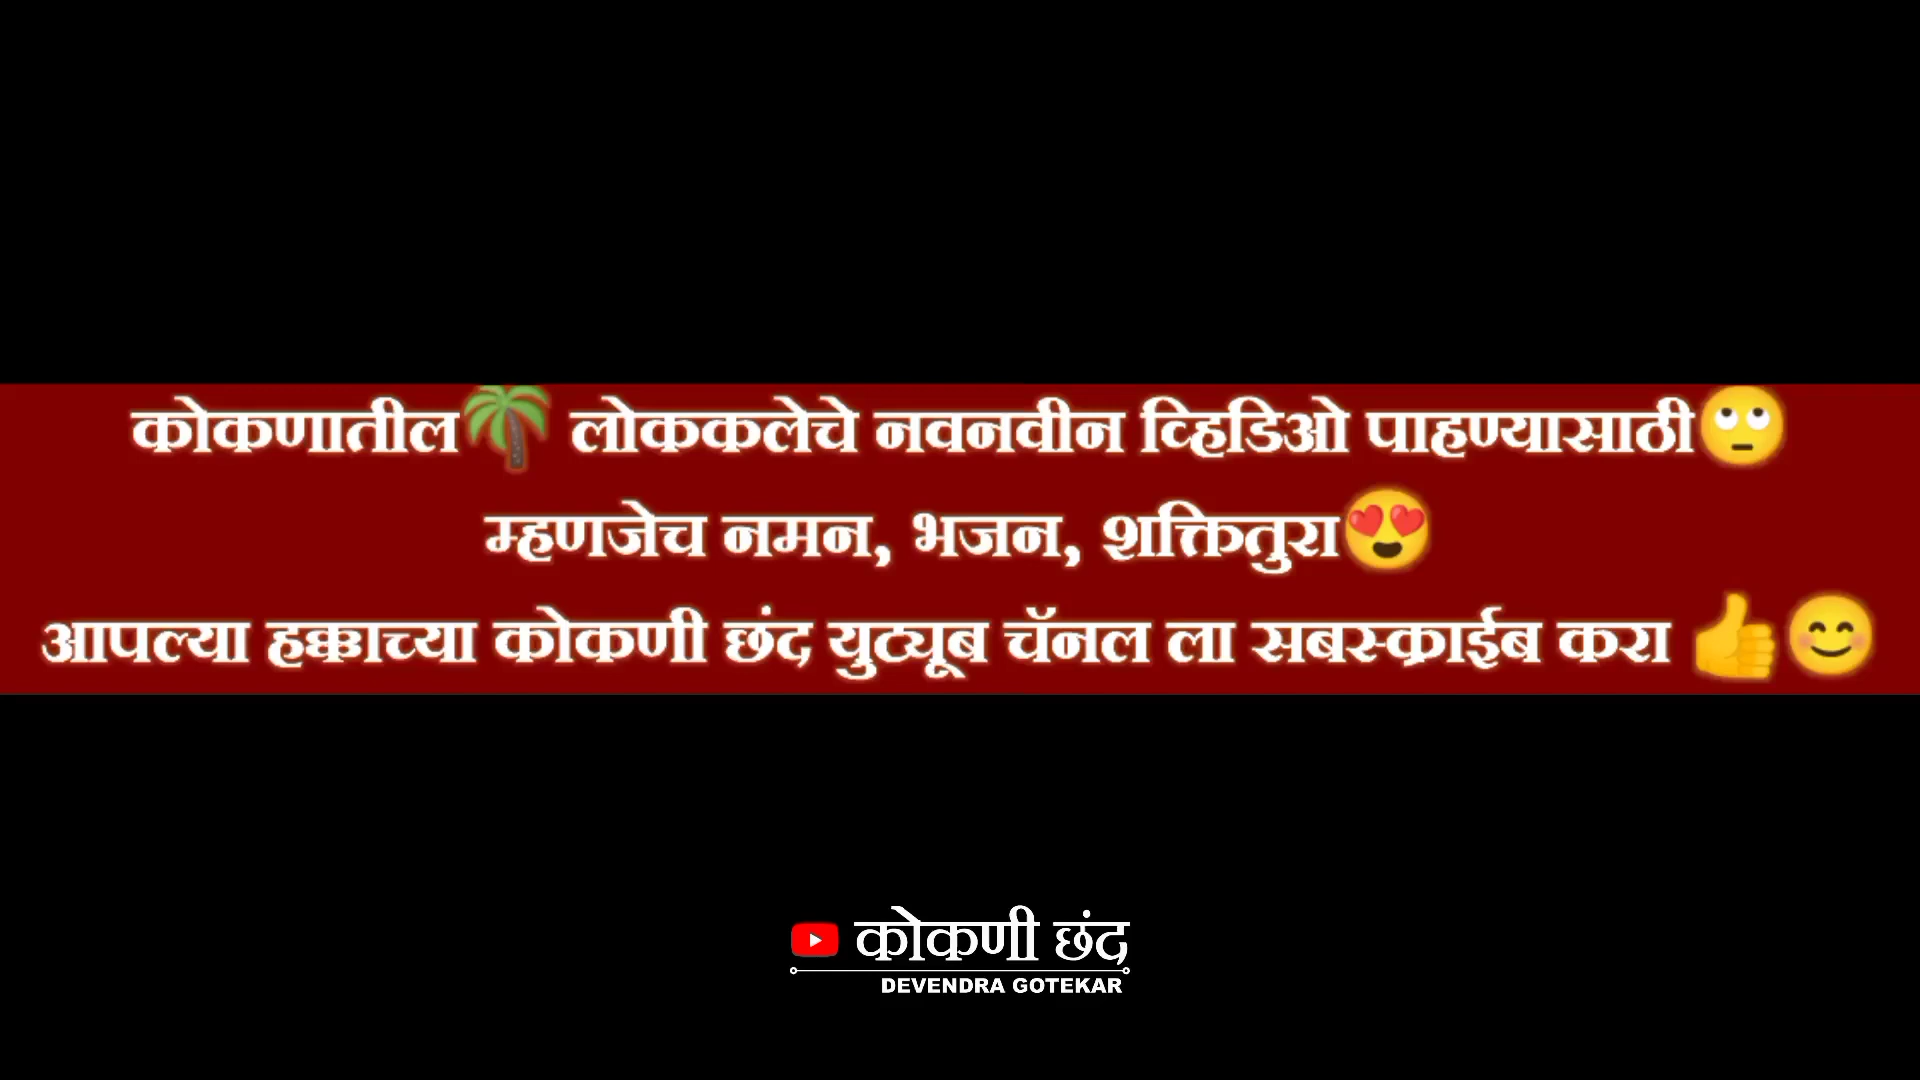 कोकणातील🌴 लोककलेचे नवनवीन व्हिडिओ पाहण्यासाठी🙄
म्हणजेच नमन, भजन, शक्तितुरा😍
आपल्या हक्काच्या कोकणी छंद युट्यूब चॅनल ला सबस्क्राईब करा 👍😊
कोकणी छंद
DEVENDRA GOTEKAR